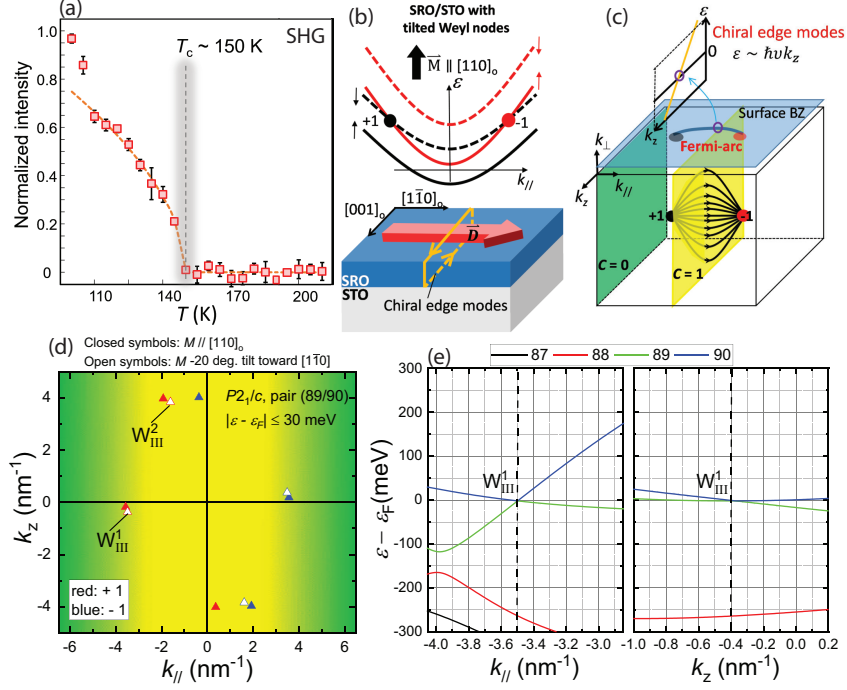 (a)
SHG
T_c ~ 150 K
1.0
0.8
0.6
0.4
0.2
0
Normalized intensity
110
140
170
200
T (K)
(b)
SRO/STO with
tilted Weyl nodes
M ∥ [110]_o
ε
+1
-1
k_//
[11̄0]_o
[001]_o
D
SRO
STO
Chiral edge modes
(c)
ε
Chiral edge modes
0
ε ~ ħυk_z
k_z
Surface BZ
Fermi-arc
k_⊥
k_//
k_z
+1
-1
C = 0
C = 1
(d)
Closed symbols: M // [110]_o
Open symbols: M -20 deg. tilt toward [11̄0]
P2_1/c, pair (89/90)
|ε - ε_F| ≤ 30 meV
W²_III
W¹_III
red: + 1
blue: - 1
4
2
0
-2
-4
k_z (nm⁻¹)
-6
-4
-2
0
2
4
6
k_// (nm⁻¹)
(e)
87
88
89
90
300
200
100
0
-100
-200
-300
ε – ε_F (meV)
W¹_III
W¹_III
-4.0
-3.8
-3.6
-3.4
-3.2
-3.0
k_// (nm⁻¹)
-1.0
-0.8
-0.6
-0.4
-0.2
0.0
0.2
k_z (nm⁻¹)